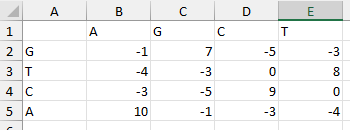 A B C D E
1 A G C T
2 G -1 7 -5 -3
3 T -4 -3 0 8
4 C -3 -5 9 0
5 A 10 -1 -3 -4